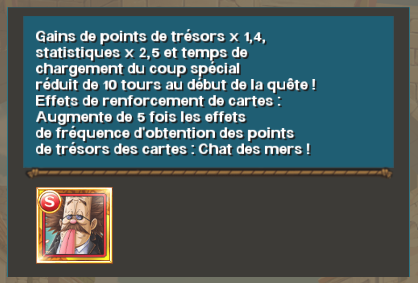 Gains de points de trésors x 1,4,
statistiques x 2,5 et temps de
chargement du coup spécial
réduit de 10 tours au début de la quête !
Effets de renforcement de cartes :
Augmente de 5 fois les effets
de fréquence d'obtention des points
de trésors des cartes : Chat des mers !
S